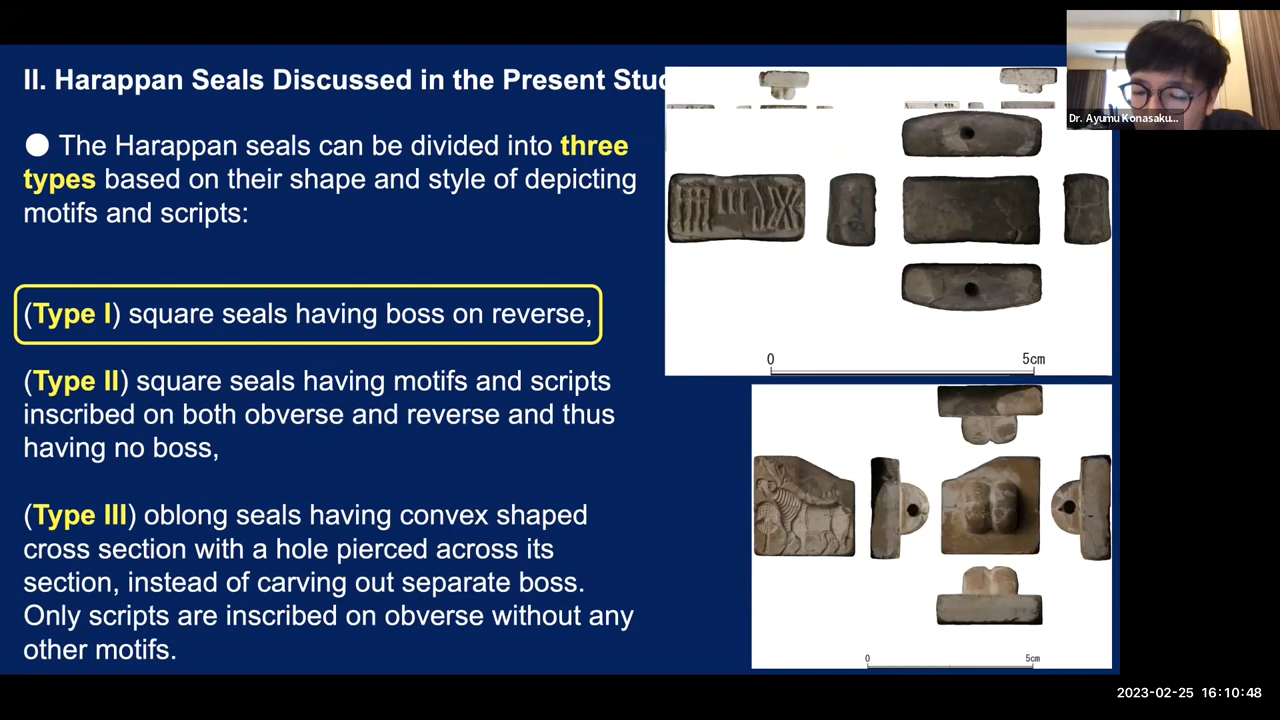 II. Harappan Seals Discussed in the Present Stud
● The Harappan seals can be divided into three
types based on their shape and style of depicting
motifs and scripts:
(Type I) square seals having boss on reverse,
(Type II) square seals having motifs and scripts
inscribed on both obverse and reverse and thus
having no boss,
(Type III) oblong seals having convex shaped
cross section with a hole pierced across its
section, instead of carving out separate boss.
Only scripts are inscribed on obverse without any
other motifs.
0 5cm
0 5cm
Dr. Ayumu Konasaku...
2023-02-25 16:10:48